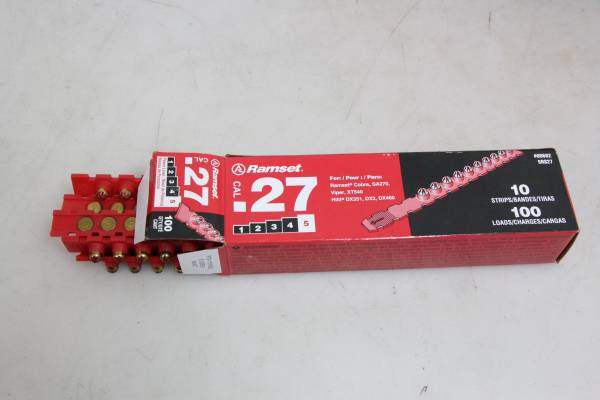 Ramset
CAL .27
1 2 3 4 5
100
Ramset
CAL .27
1 2 3 4 5
For: / Pour : / Para:
Ramset® Cobra, SA270,
Viper, XT540
Hilti® DX351, DX2, DX460
10
STRIPS/BANDES/TIRAS
100
LOADS/CHARGES/CARGAS
5RS27